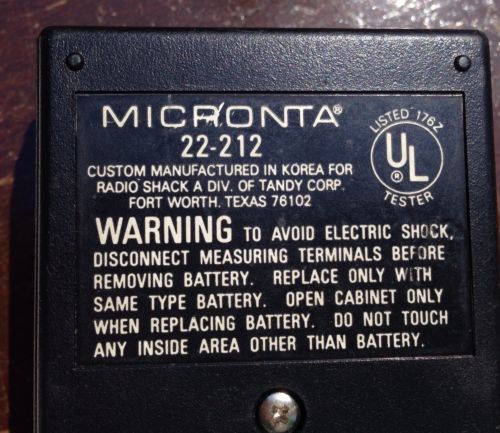 MICRONTA®
22-212
CUSTOM MANUFACTURED IN KOREA FOR
RADIO SHACK A DIV. OF TANDY CORP.
FORT WORTH, TEXAS 76102
LISTED 176Z
UL
®
TESTER
WARNING TO AVOID ELECTRIC SHOCK,
DISCONNECT MEASURING TERMINALS BEFORE
REMOVING BATTERY. REPLACE ONLY WITH
SAME TYPE BATTERY. OPEN CABINET ONLY
WHEN REPLACING BATTERY. DO NOT TOUCH
ANY INSIDE AREA OTHER THAN BATTERY.